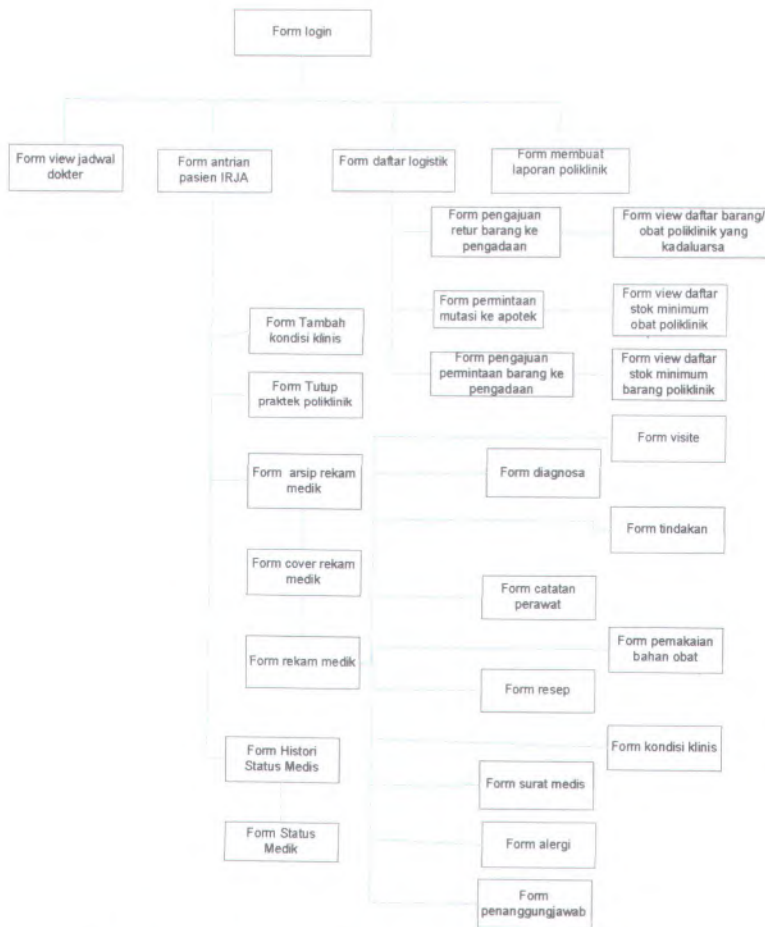 Form login
Form view jadwal
dokter
Form antrian
pasien IRJA
Form daftar logistik
Form membuat
laporan poliklinik
Form pengajuan
retur barang ke
pengadaan
Form view daftar barang/
obat poliklinik yang
kadaluarsa
Form permintaan
mutasi ke apotek
Form view daftar
stok minimum
obat poliklinik
Form pengajuan
permintaan barang ke
pengadaan
Form view daftar
stok minimum
barang poliklinik
Form Tambah
kondisi klinis
Form Tutup
praktek poliklinik
Form arsip rekam
medik
Form cover rekam
medik
Form rekam medik
Form Histori
Status Medis
Form Status
Medik
Form visite
Form diagnosa
Form tindakan
Form catatan
perawat
Form pemakaian
bahan obat
Form resep
Form kondisi klinis
Form surat medis
Form alergi
Form
penanggungjawab